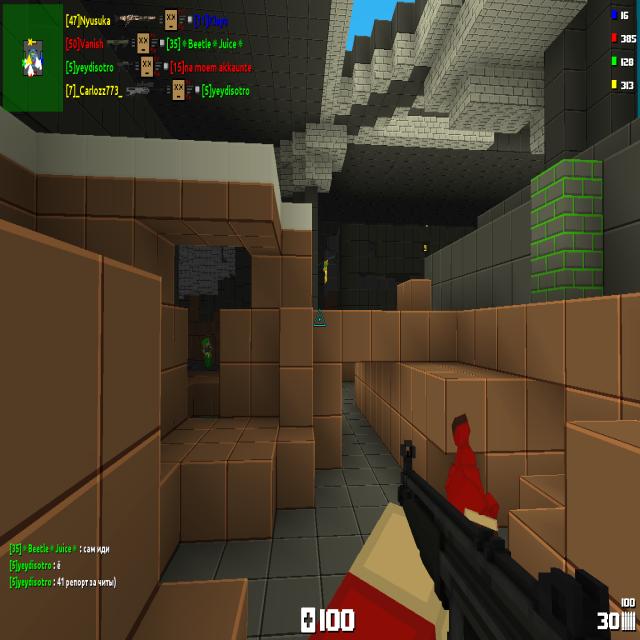 [47]Nyusuka [11]Kleyn
[50]Vanish [35]*Beetle*Juice*
[5]yeydisotro [15]na moem akkaunte
[7]_Carlozz773_ [5]yeydisotro
16
385
128
313
[35]*Beetle*Juice* : сам иди
[5]yeydisotro : ё
[5]yeydisotro : 41 репорт за читы)
100
100
30